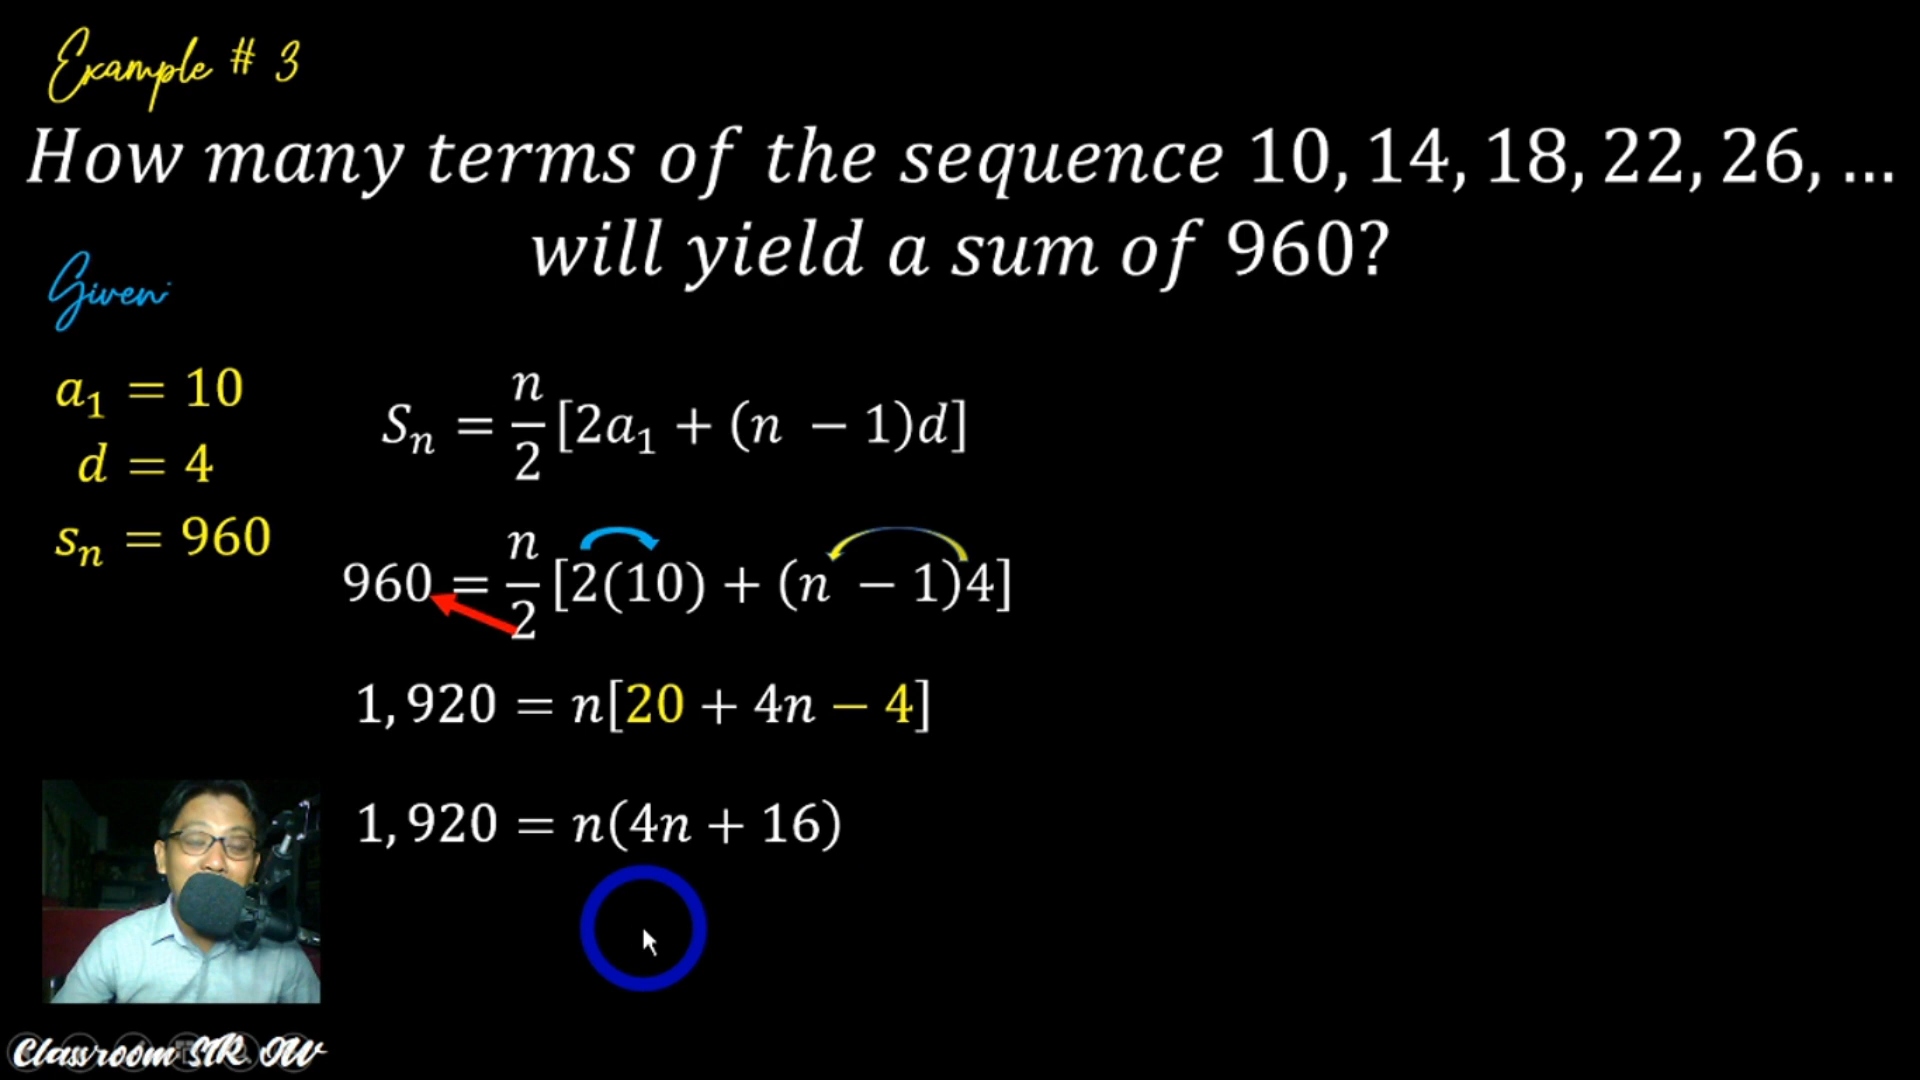 Example # 3
How many terms of the sequence 10, 14, 18, 22, 26, ...
will yield a sum of 960?
Given:
a₁ = 10
d = 4
sₙ = 960
Sₙ = n/2 [2a₁ + (n − 1)d]
960 = n/2 [2(10) + (n − 1)4]
1,920 = n[20 + 4n − 4]
1,920 = n(4n + 16)
Classroom SIR OW